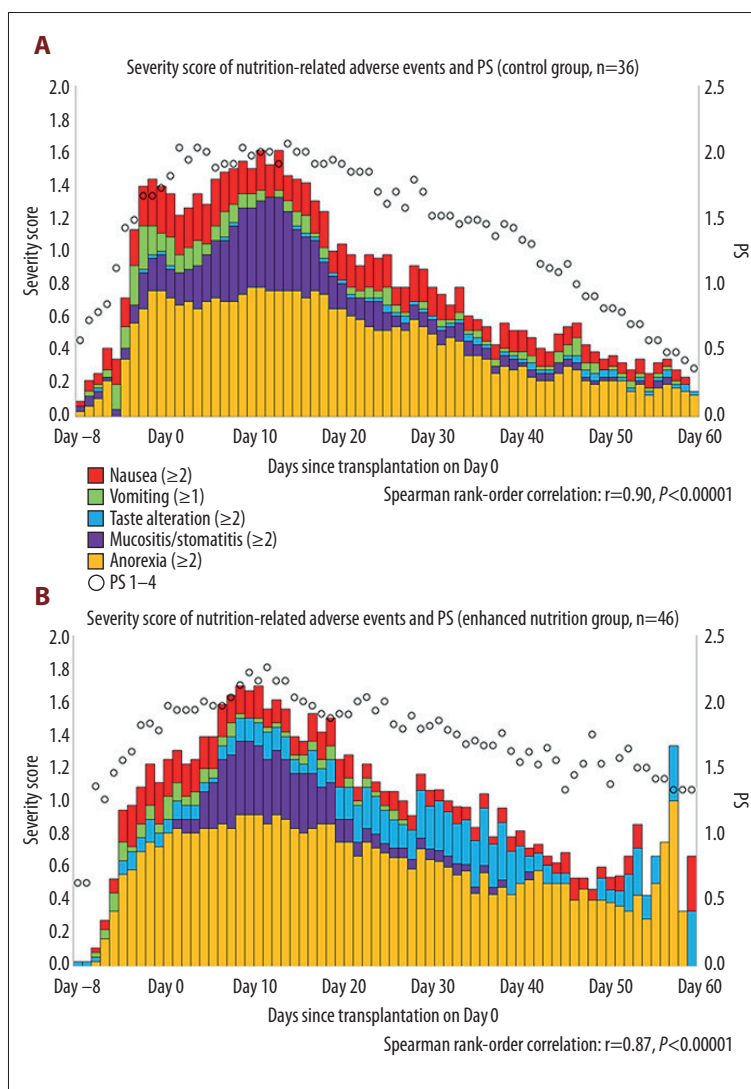 A
Severity score of nutrition-related adverse events and PS (control group, n=36)
2.0
1.8
1.6
1.4
1.2
1.0
0.8
0.6
0.4
0.2
0.0
Severity score
2.5
2.0
1.5
1.0
0.5
0.0
PS
Day –8 Day 0 Day 10 Day 20 Day 30 Day 40 Day 50 Day 60
Days since transplantation on Day 0
Nausea (≥2)
Vomiting (≥1)
Taste alteration (≥2)
Mucositis/stomatitis (≥2)
Anorexia (≥2)
PS 1–4
Spearman rank-order correlation: r=0.90, P<0.00001
B
Severity score of nutrition-related adverse events and PS (enhanced nutrition group, n=46)
2.0
1.8
1.6
1.4
1.2
1.0
0.8
0.6
0.4
0.2
0.0
Severity score
2.5
2.0
1.5
1.0
0.5
0.0
PS
Day –8 Day 0 Day 10 Day 20 Day 30 Day 40 Day 50 Day 60
Days since transplantation on Day 0
Spearman rank-order correlation: r=0.87, P<0.00001